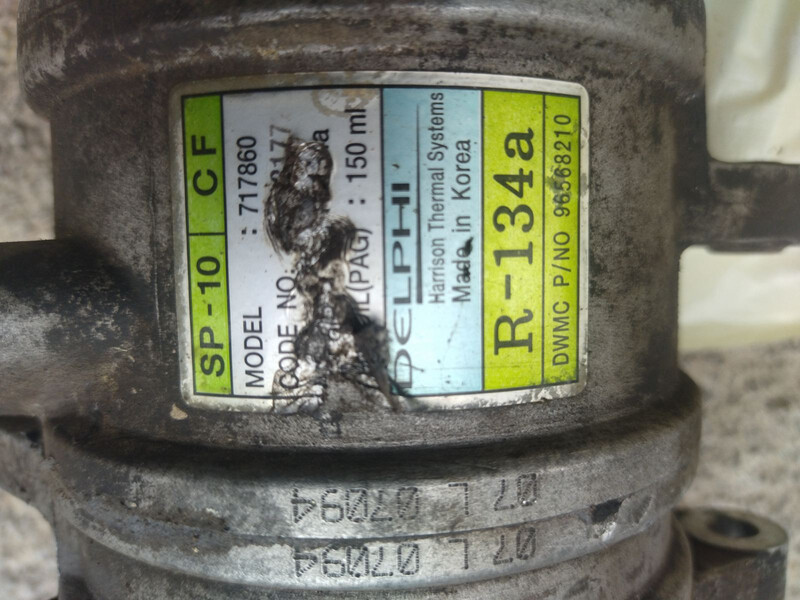 SP-10 CF
MODEL : 717860
CODE NO.
(PAG) : 150 ml
DELPHI
Harrison Thermal Systems
Made in Korea
R-134a
DWMC P/NO 96568210
07 L 07094
07 L 07094